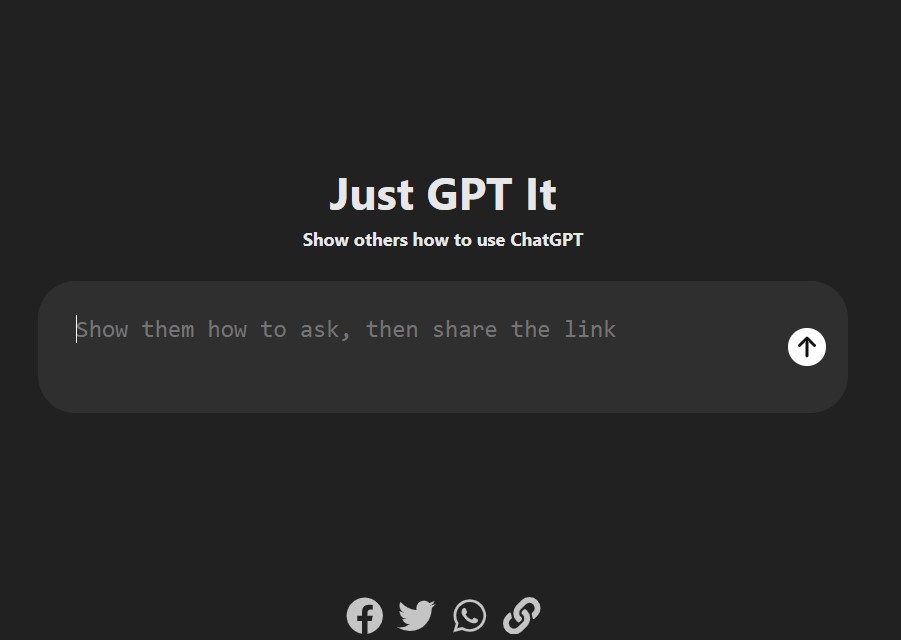 Just GPT It
Show others how to use ChatGPT
Show them how to ask, then share the link